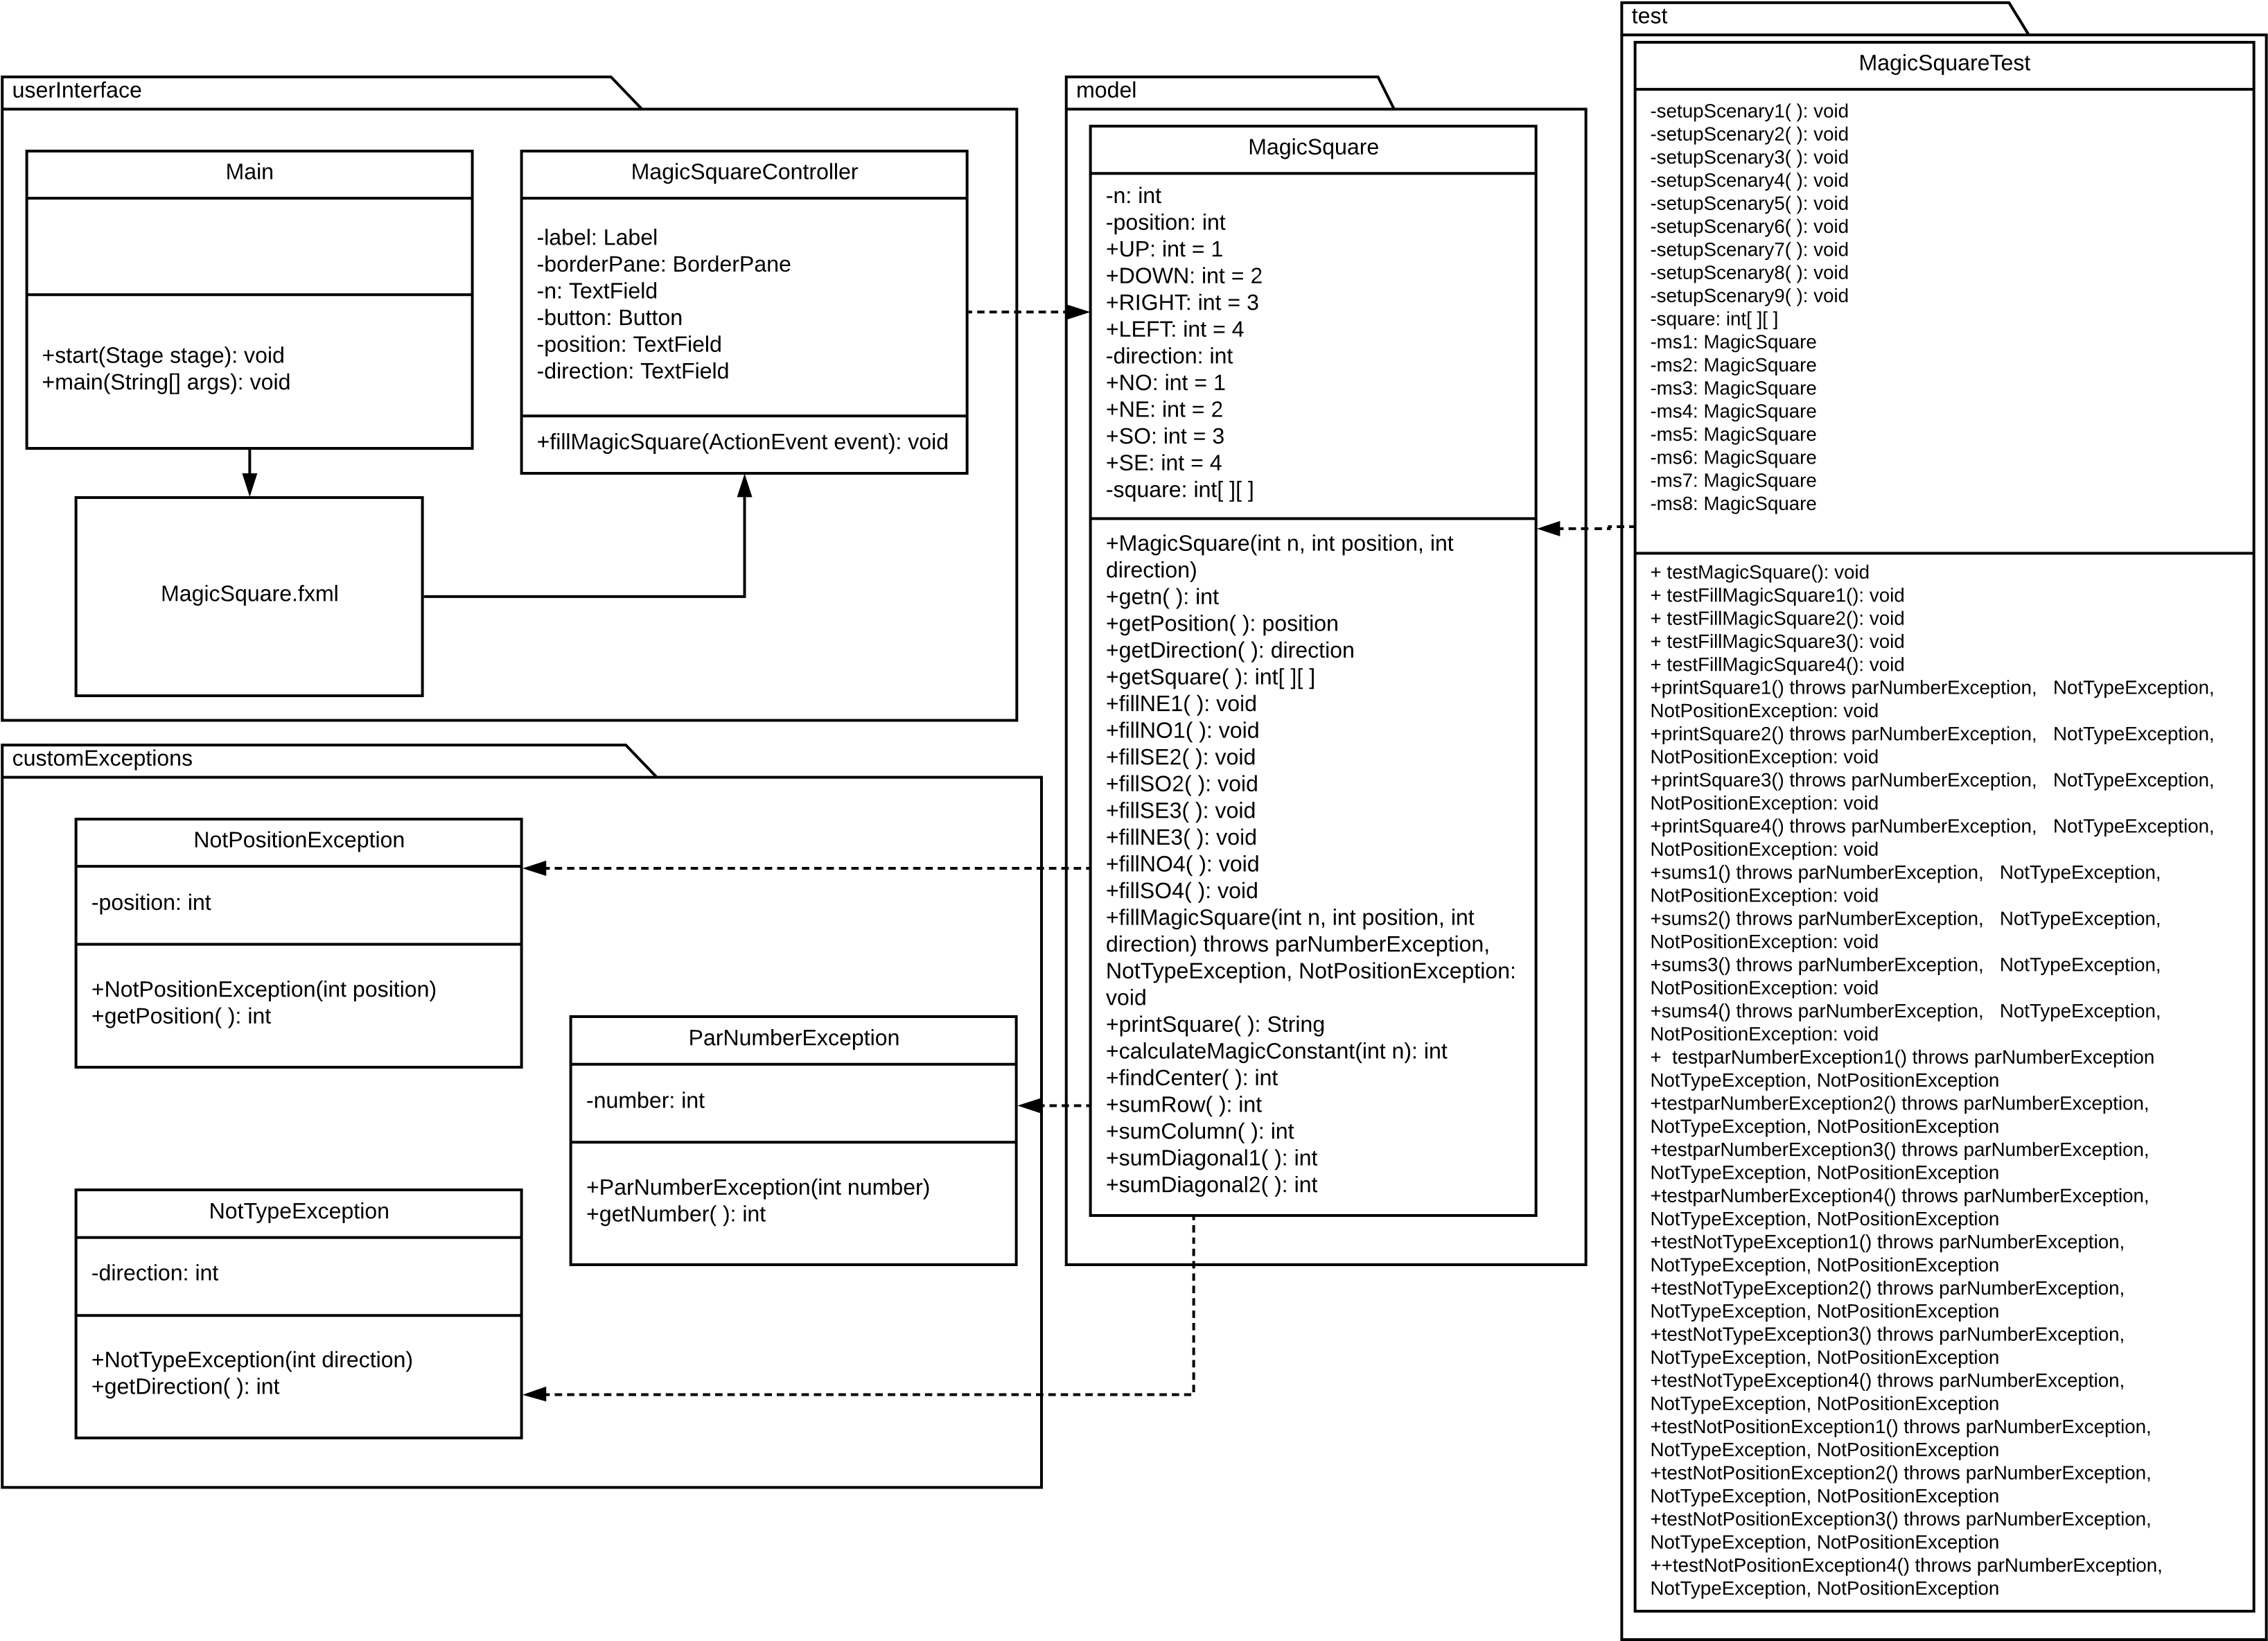 userInterface
Main
+start(Stage stage): void
+main(String[] args): void
MagicSquareController
-label: Label
-borderPane: BorderPane
-n: TextField
-button: Button
-position: TextField
-direction: TextField
+fillMagicSquare(ActionEvent event): void
MagicSquare.fxml
customExceptions
NotPositionException
-position: int
+NotPositionException(int position)
+getPosition( ): int
ParNumberException
-number: int
+ParNumberException(int number)
+getNumber( ): int
NotTypeException
-direction: int
+NotTypeException(int direction)
+getDirection( ): int
model
MagicSquare
-n: int
-position: int
+UP: int = 1
+DOWN: int = 2
+RIGHT: int = 3
+LEFT: int = 4
-direction: int
+NO: int = 1
+NE: int = 2
+SO: int = 3
+SE: int = 4
-square: int[ ][ ]
+MagicSquare(int n, int position, int
direction)
+getn( ): int
+getPosition( ): position
+getDirection( ): direction
+getSquare( ): int[ ][ ]
+fillNE1( ): void
+fillNO1( ): void
+fillSE2( ): void
+fillSO2( ): void
+fillSE3( ): void
+fillNE3( ): void
+fillNO4( ): void
+fillSO4( ): void
+fillMagicSquare(int n, int position, int
direction) throws parNumberException,
NotTypeException, NotPositionException:
void
+printSquare( ): String
+calculateMagicConstant(int n): int
+findCenter( ): int
+sumRow( ): int
+sumColumn( ): int
+sumDiagonal1( ): int
+sumDiagonal2( ): int
test
MagicSquareTest
-setupScenary1( ): void
-setupScenary2( ): void
-setupScenary3( ): void
-setupScenary4( ): void
-setupScenary5( ): void
-setupScenary6( ): void
-setupScenary7( ): void
-setupScenary8( ): void
-setupScenary9( ): void
-square: int[ ][ ]
-ms1: MagicSquare
-ms2: MagicSquare
-ms3: MagicSquare
-ms4: MagicSquare
-ms5: MagicSquare
-ms6: MagicSquare
-ms7: MagicSquare
-ms8: MagicSquare
+ testMagicSquare(): void
+ testFillMagicSquare1(): void
+ testFillMagicSquare2(): void
+ testFillMagicSquare3(): void
+ testFillMagicSquare4(): void
+printSquare1() throws parNumberException, NotTypeException,
NotPositionException: void
+printSquare2() throws parNumberException, NotTypeException,
NotPositionException: void
+printSquare3() throws parNumberException, NotTypeException,
NotPositionException: void
+printSquare4() throws parNumberException, NotTypeException,
NotPositionException: void
+sums1() throws parNumberException, NotTypeException,
NotPositionException: void
+sums2() throws parNumberException, NotTypeException,
NotPositionException: void
+sums3() throws parNumberException, NotTypeException,
NotPositionException: void
+sums4() throws parNumberException, NotTypeException,
NotPositionException: void
+ testparNumberException1() throws parNumberException
NotTypeException, NotPositionException
+testparNumberException2() throws parNumberException,
NotTypeException, NotPositionException
+testparNumberException3() throws parNumberException,
NotTypeException, NotPositionException
+testparNumberException4() throws parNumberException,
NotTypeException, NotPositionException
+testNotTypeException1() throws parNumberException,
NotTypeException, NotPositionException
+testNotTypeException2() throws parNumberException,
NotTypeException, NotPositionException
+testNotTypeException3() throws parNumberException,
NotTypeException, NotPositionException
+testNotTypeException4() throws parNumberException,
NotTypeException, NotPositionException
+testNotPositionException1() throws parNumberException,
NotTypeException, NotPositionException
+testNotPositionException2() throws parNumberException,
NotTypeException, NotPositionException
+testNotPositionException3() throws parNumberException,
NotTypeException, NotPositionException
++testNotPositionException4() throws parNumberException,
NotTypeException, NotPositionException